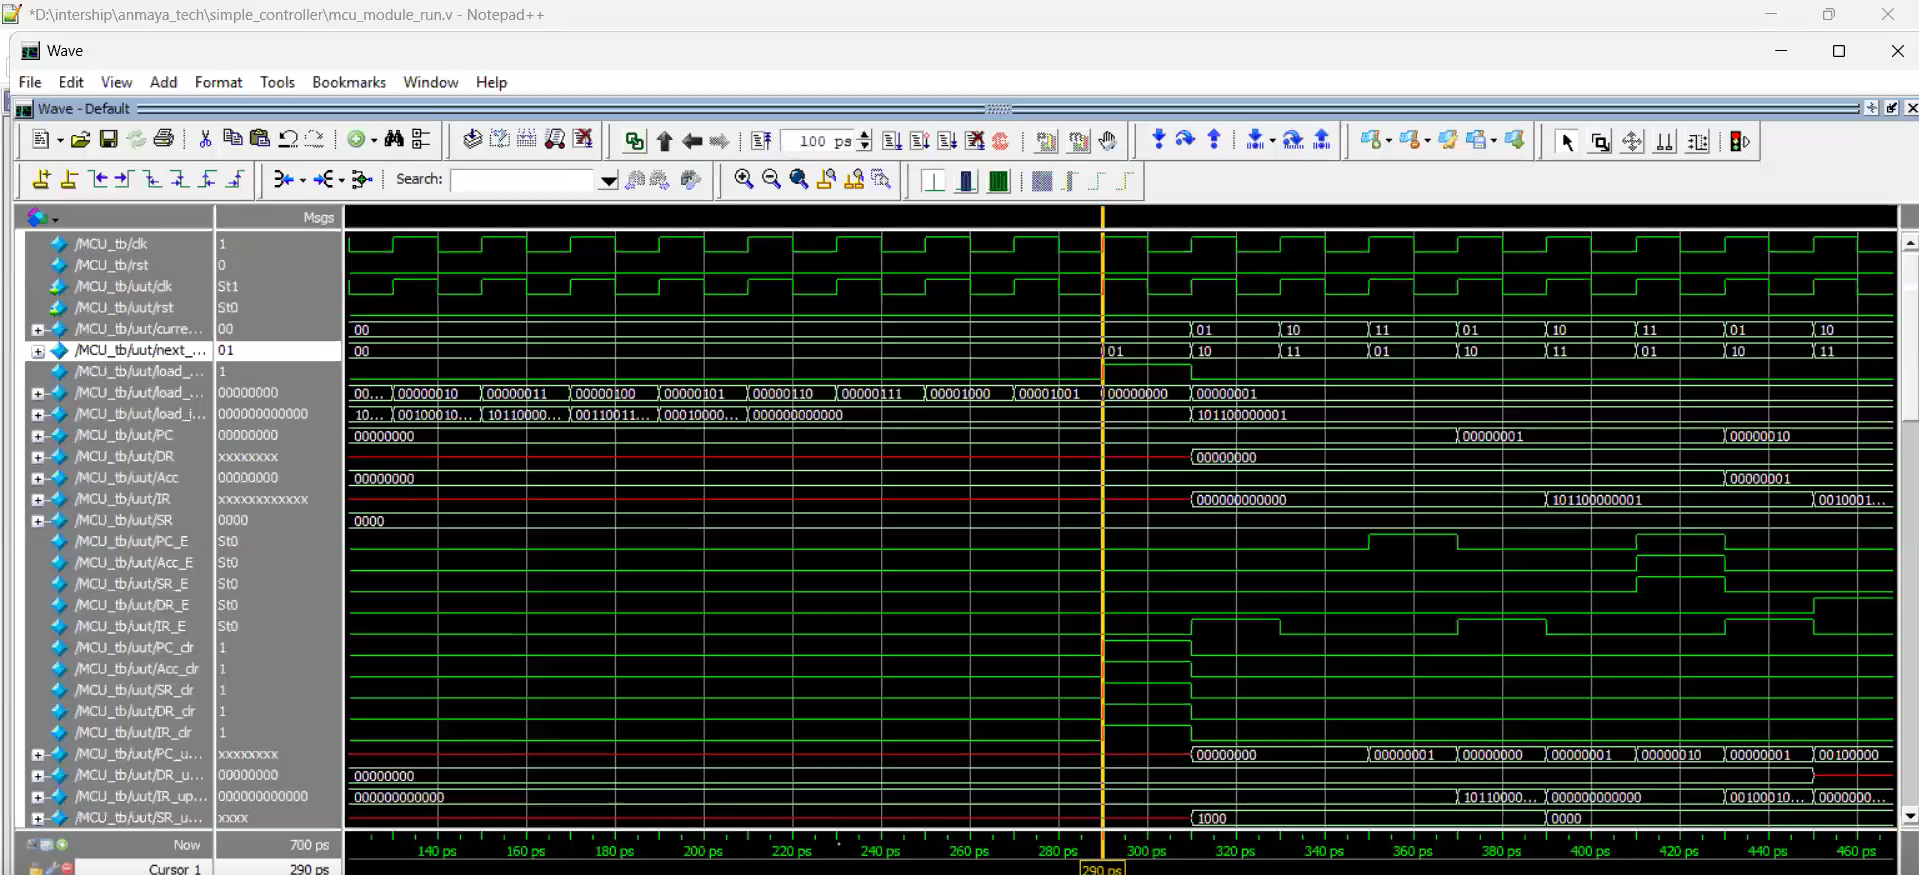 *D:\intership\anmaya_tech\simple_controller\mcu_module_run.v - Notepad++
Wave
File Edit View Add Format Tools Bookmarks Window Help
Wave - Default
100 ps
Search:
Msgs
/MCU_tb/clk 1
/MCU_tb/rst 0
/MCU_tb/uut/clk St1
/MCU_tb/uut/rst St0
/MCU_tb/uut/curre... 00 00 01 10 11 01 10 11 01 10
/MCU_tb/uut/next_... 01 00 01 10 11 01 10 11 01 10 11
/MCU_tb/uut/load_... 1
/MCU_tb/uut/load_... 00000000 00... 00000010 00000011 00000100 00000101 00000110 00000111 00001000 00001001 00000000 00000001
/MCU_tb/uut/load_i... 000000000000 10... 00100010... 10110000... 00110011... 00010000... 000000000000 101100000001
/MCU_tb/uut/PC 00000000 00000000 00000001 00000010
/MCU_tb/uut/DR xxxxxxxx 00000000
/MCU_tb/uut/Acc 00000000 00000000 00000001
/MCU_tb/uut/IR xxxxxxxxxxxx 000000000000 101100000001 0010001...
/MCU_tb/uut/SR 0000 0000
/MCU_tb/uut/PC_E St0
/MCU_tb/uut/Acc_E St0
/MCU_tb/uut/SR_E St0
/MCU_tb/uut/DR_E St0
/MCU_tb/uut/IR_E St0
/MCU_tb/uut/PC_clr 1
/MCU_tb/uut/Acc_clr 1
/MCU_tb/uut/SR_clr 1
/MCU_tb/uut/DR_clr 1
/MCU_tb/uut/IR_clr 1
/MCU_tb/uut/PC_u... xxxxxxxx 00000000 00000001 00000000 00000001 00000010 00000001 00100000
/MCU_tb/uut/DR_u... 00000000 00000000
/MCU_tb/uut/IR_up... 000000000000 000000000000 10110000... 000000000000 00100010... 0000000...
/MCU_tb/uut/SR_u... xxxx 1000 0000
Now 700 ps 140 ps 160 ps 180 ps 200 ps 220 ps 240 ps 260 ps 280 ps 300 ps 320 ps 340 ps 360 ps 380 ps 400 ps 420 ps 440 ps 460 ps
Cursor 1 290 ps 290 ps